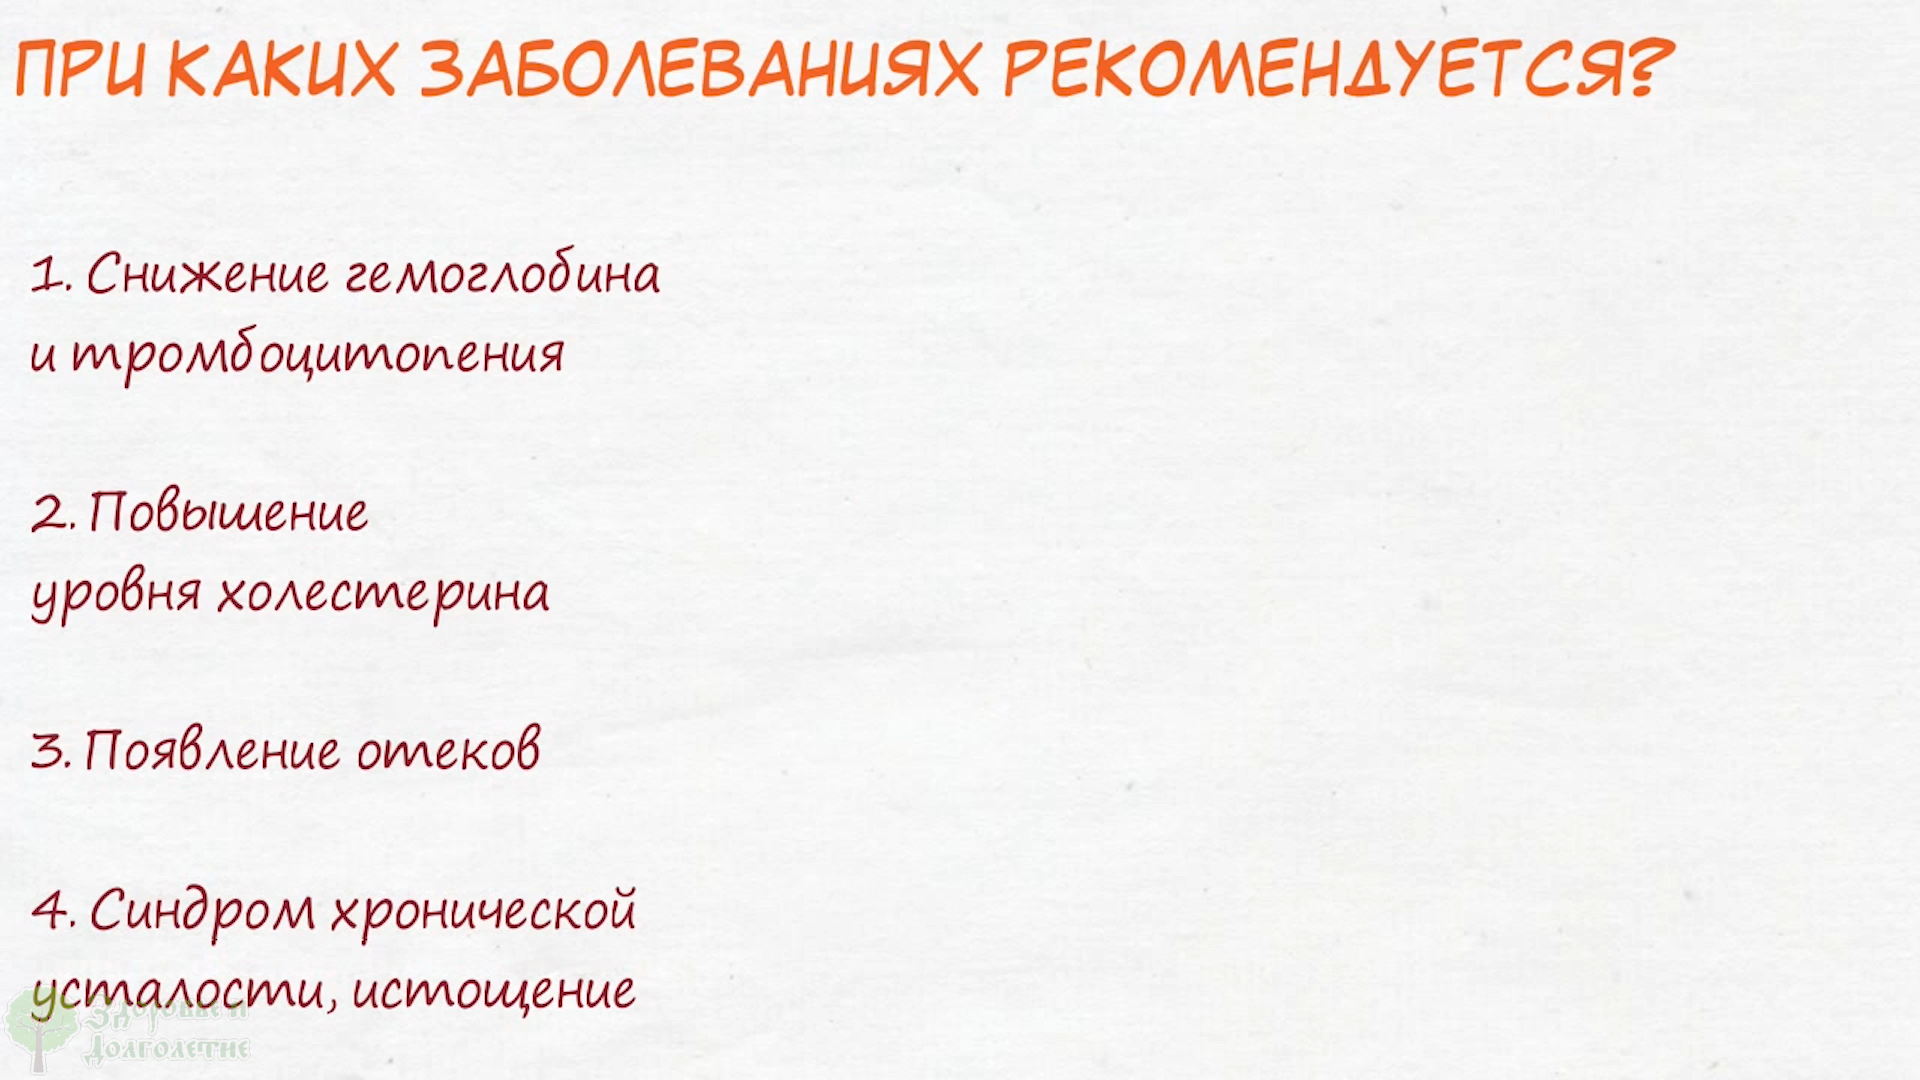 ПРИ КАКИХ ЗАБОЛЕВАНИЯХ РЕКОМЕНДУЕТСЯ?
1. Снижение гемоглобина
и тромбоцитопения
2. Повышение
уровня холестерина
3. Появление отеков
4. Синдром хронической
усталости, истощение
Здоровье и
Долголетие